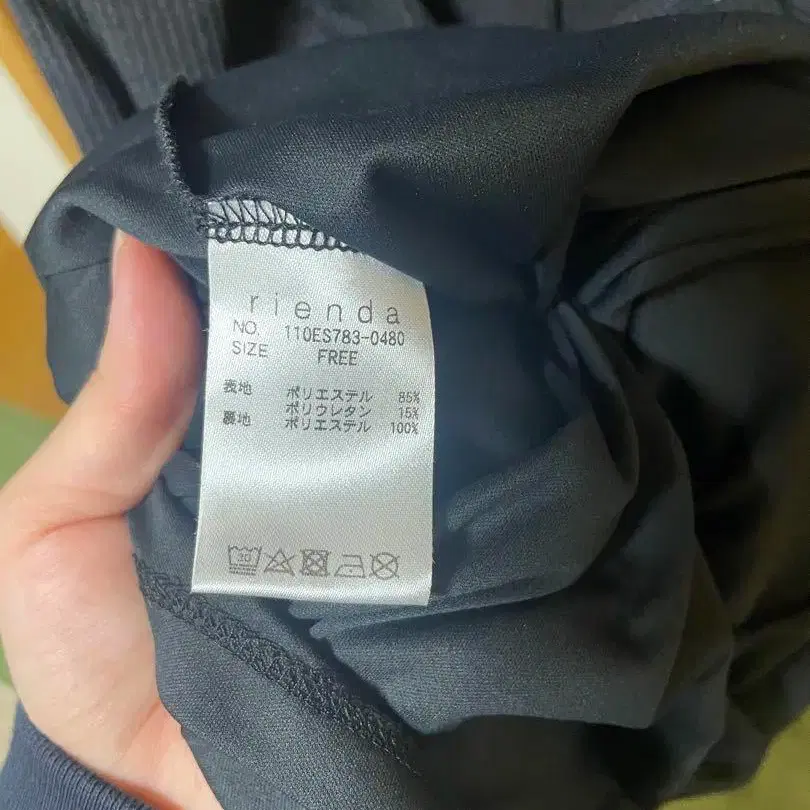 rienda
NO. 110ES783-0480
SIZE FREE
表地 ポリエステル 85%
ポリウレタン 15%
裏地 ポリエステル 100%
30